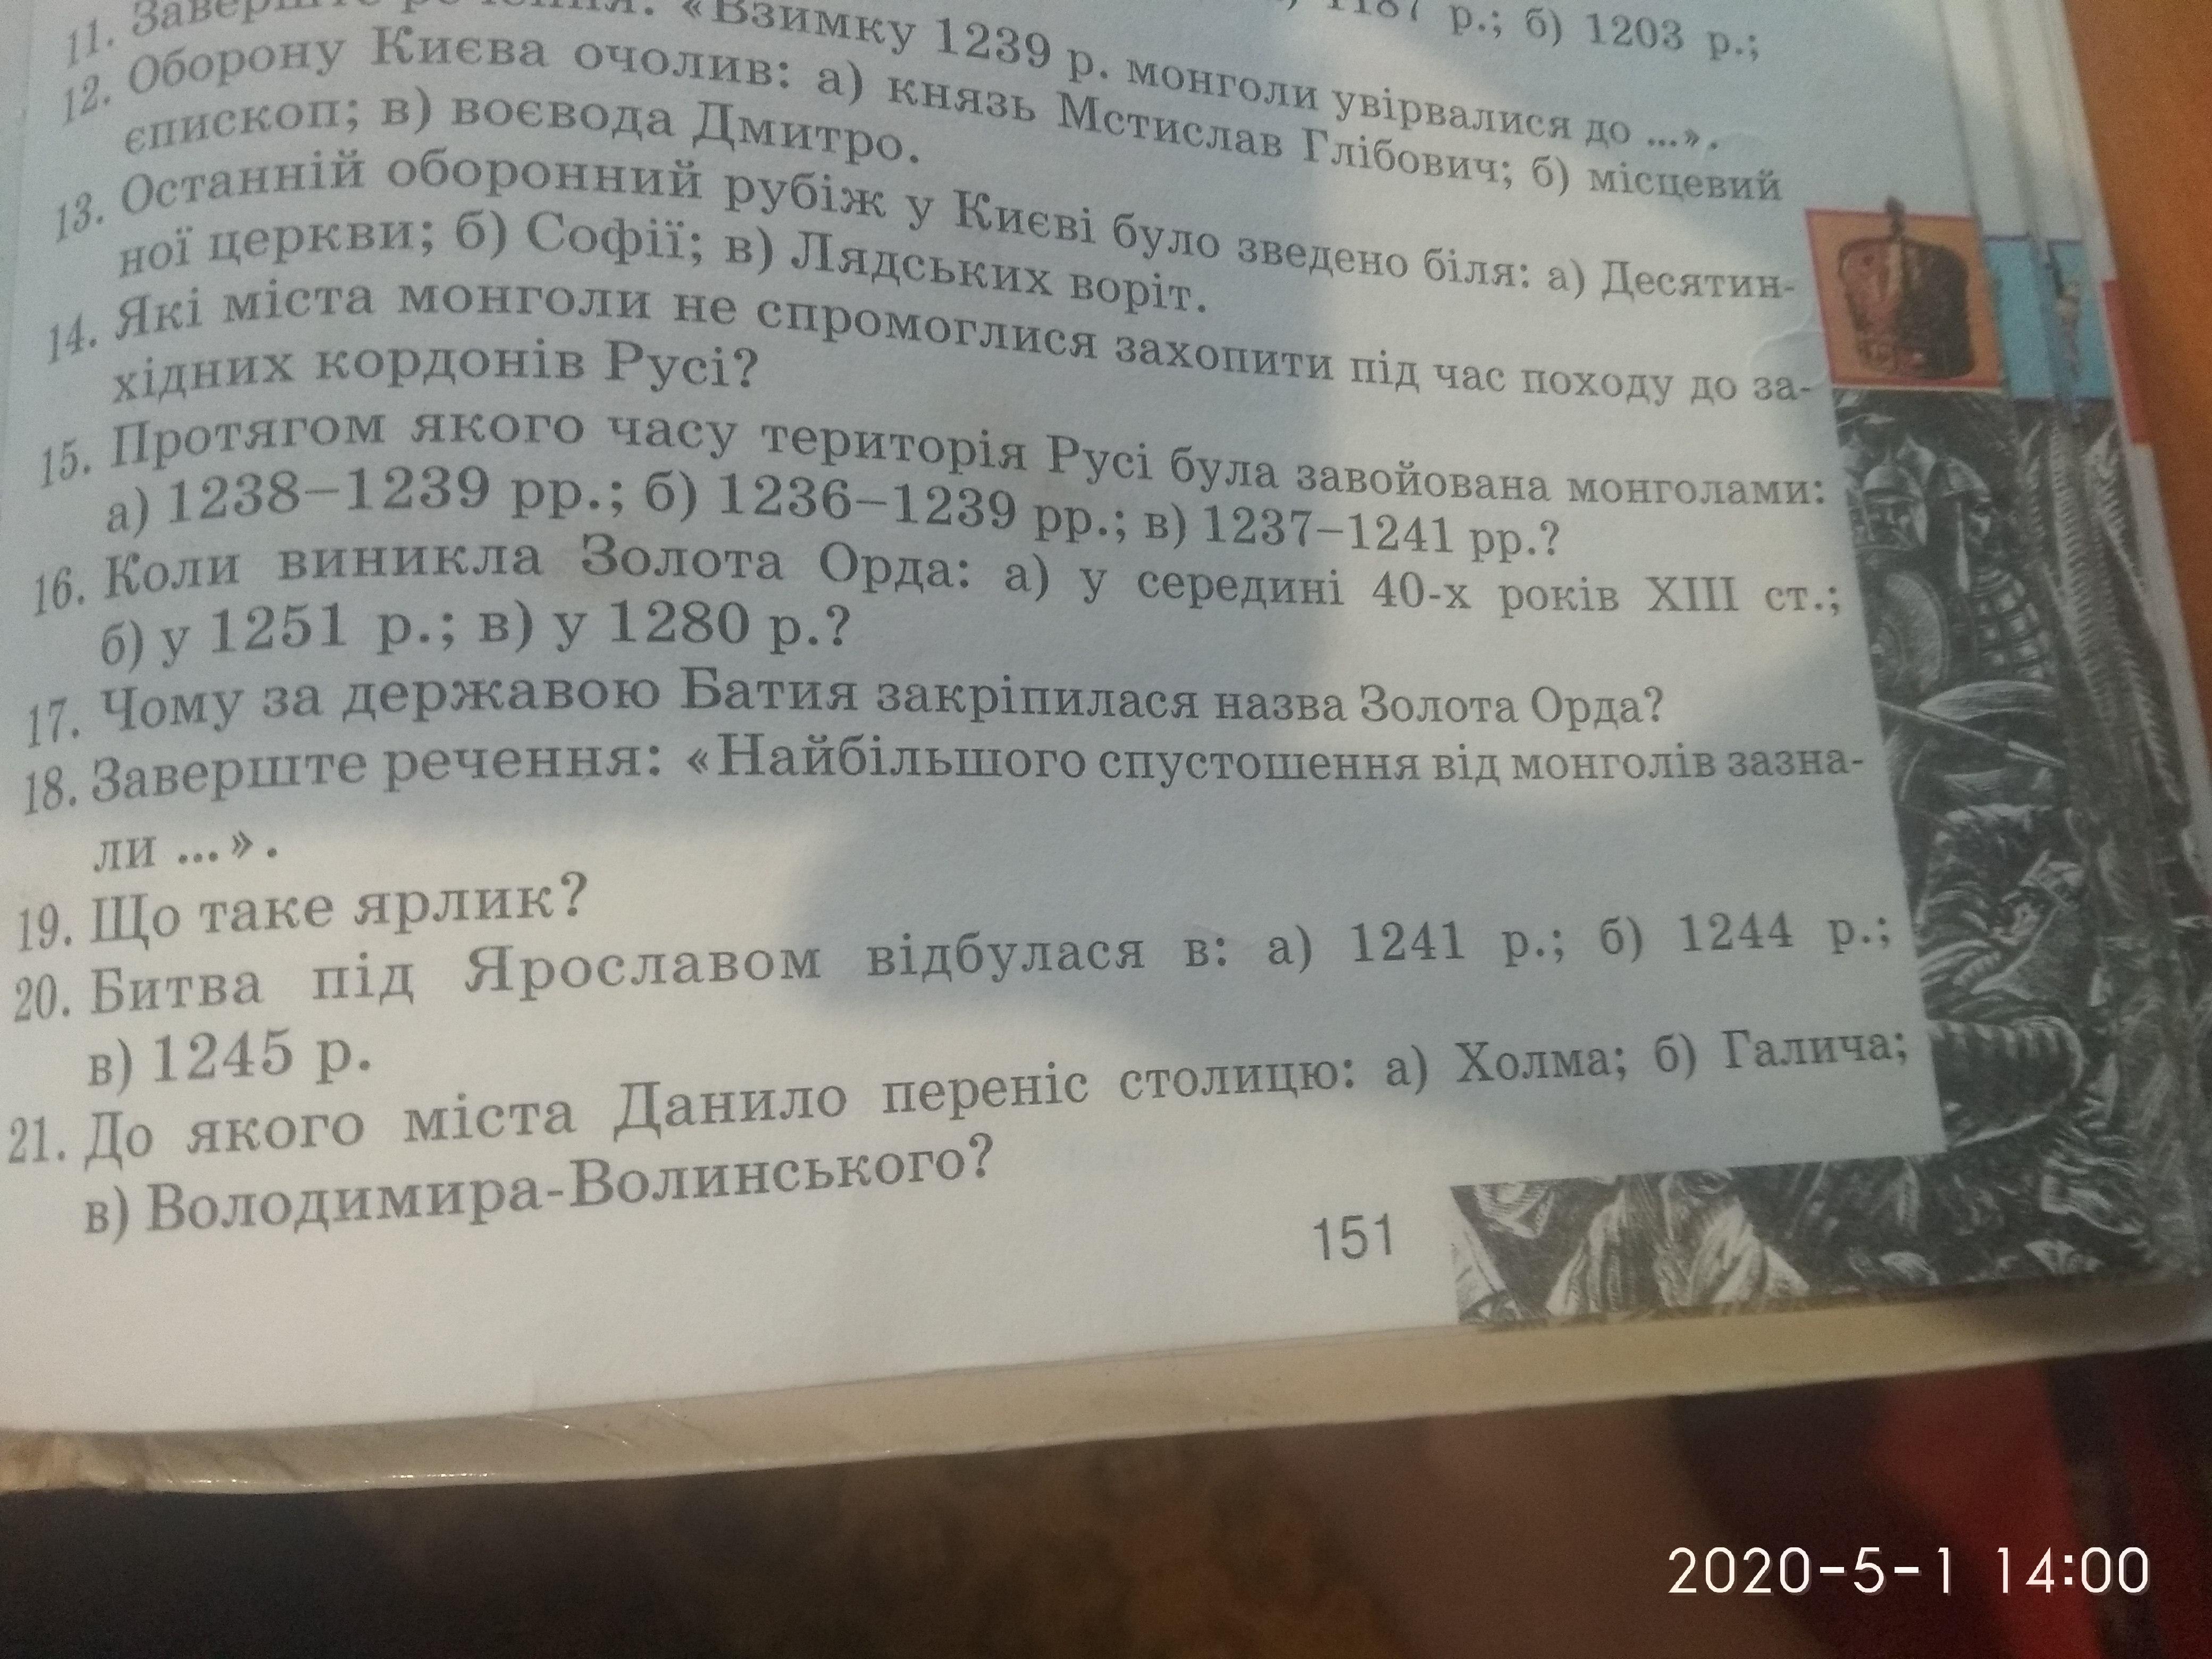 1187 р.; б) 1203 р.;
11. Завершіть речення: «Взимку 1239 р. монголи увірвалися до ...».
12. Оборону Києва очолив: а) князь Мстислав Глібович; б) місцевий
єпископ; в) воєвода Дмитро.
13. Останній оборонний рубіж у Києві було зведено біля: а) Десятин-
ної церкви; б) Софії; в) Лядських воріт.
14. Які міста монголи не спромоглися захопити під час походу до за-
хідних кордонів Русі?
15. Протягом якого часу територія Русі була завойована монголами:
а) 1238–1239 рр.; б) 1236–1239 рр.; в) 1237–1241 рр.?
16. Коли виникла Золота Орда: а) у середині 40-х років XIII ст.;
б) у 1251 р.; в) у 1280 р.?
17. Чому за державою Батия закріпилася назва Золота Орда?
18. Завершіть речення: «Найбільшого спустошення від монголів зазна-
ли ...».
19. Що таке ярлик?
20. Битва під Ярославом відбулася в: а) 1241 р.; б) 1244 р.;
в) 1245 р.
21. До якого міста Данило переніс столицю: а) Холма; б) Галича;
в) Володимира-Волинського?
151
2020-5-1 14:00